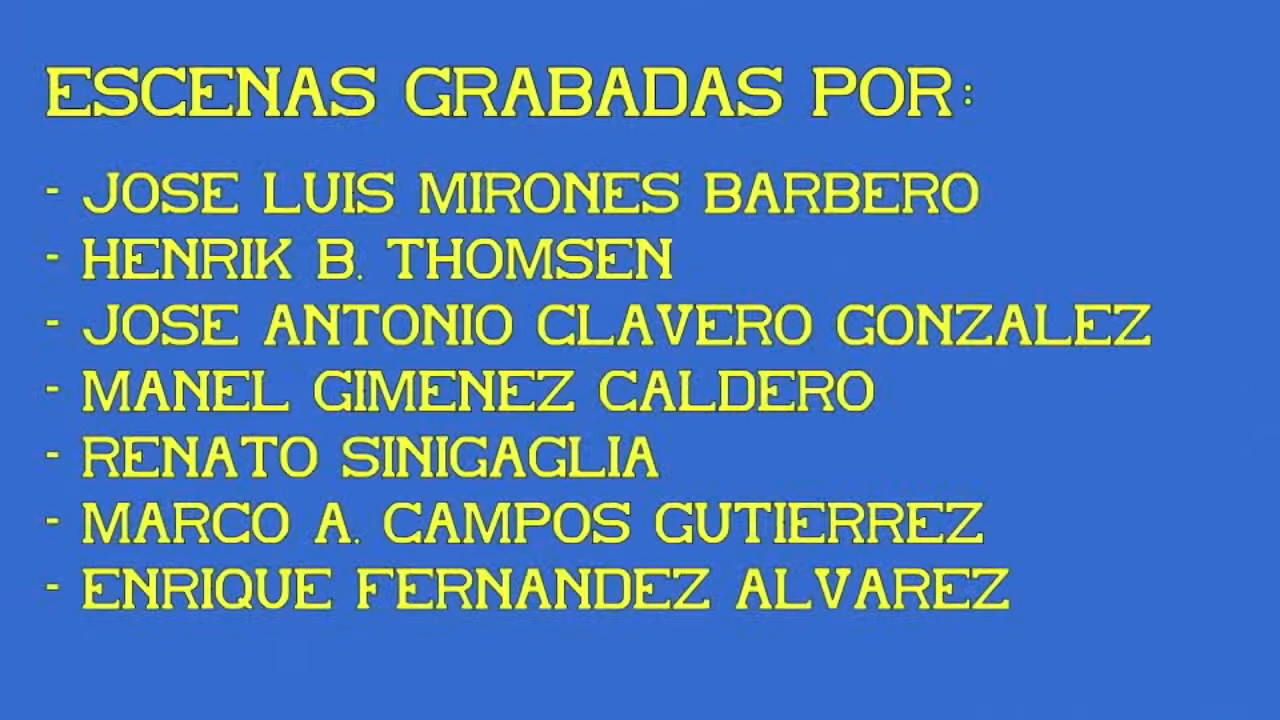 ESCENAS GRABADAS POR:
- JOSE LUIS MIRONES BARBERO
- HENRIK B. THOMSEN
- JOSE ANTONIO CLAVERO GONZALEZ
- MANEL GIMENEZ CALDERO
- RENATO SINIGAGLIA
- MARCO A. CAMPOS GUTIERREZ
- ENRIQUE FERNANDEZ ALVAREZ